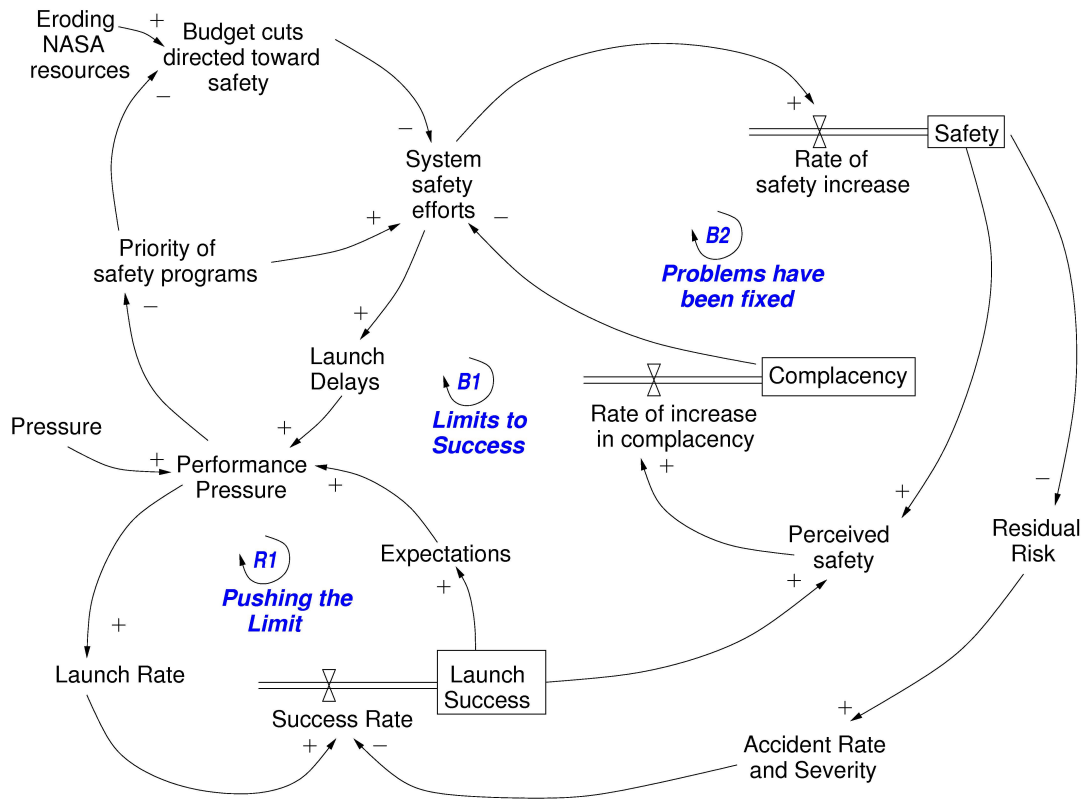 Eroding
NASA
resources
+
Budget cuts
directed toward
safety
−
−
System
safety
efforts
+
−
+
Rate of
safety increase
Safety
B2
Problems have
been fixed
Priority of
safety programs
−
+
Launch
Delays
+
B1
Limits to
Success
Complacency
Rate of increase
in complacency
+
Pressure
+
Performance
Pressure
+
+
−
Perceived
safety
+
Residual
Risk
R1
Pushing the
Limit
Expectations
+
+
Launch Rate
Launch
Success
Success Rate
+
−
+
Accident Rate
and Severity